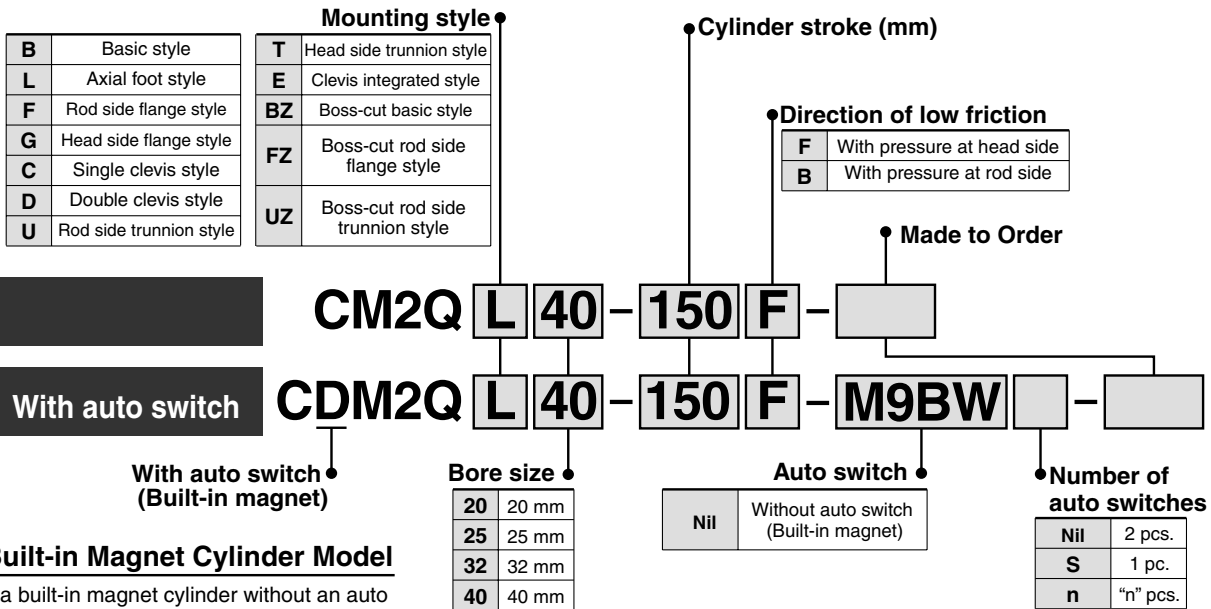 Mounting style
B Basic style
L Axial foot style
F Rod side flange style
G Head side flange style
C Single clevis style
D Double clevis style
U Rod side trunnion style
T Head side trunnion style
E Clevis integrated style
BZ Boss-cut basic style
FZ Boss-cut rod side
flange style
UZ Boss-cut rod side
trunnion style
Cylinder stroke (mm)
Direction of low friction
F With pressure at head side
B With pressure at rod side
Made to Order
CM2Q L 40 – 150 F –
With auto switch CDM2Q L 40 – 150 F – M9BW –
With auto switch
(Built-in magnet)
Bore size
20 20 mm
25 25 mm
32 32 mm
40 40 mm
Auto switch
Nil Without auto switch
(Built-in magnet)
Number of
auto switches
Nil 2 pcs.
S 1 pc.
n "n" pcs.
Built-in Magnet Cylinder Model
a built-in magnet cylinder without an auto